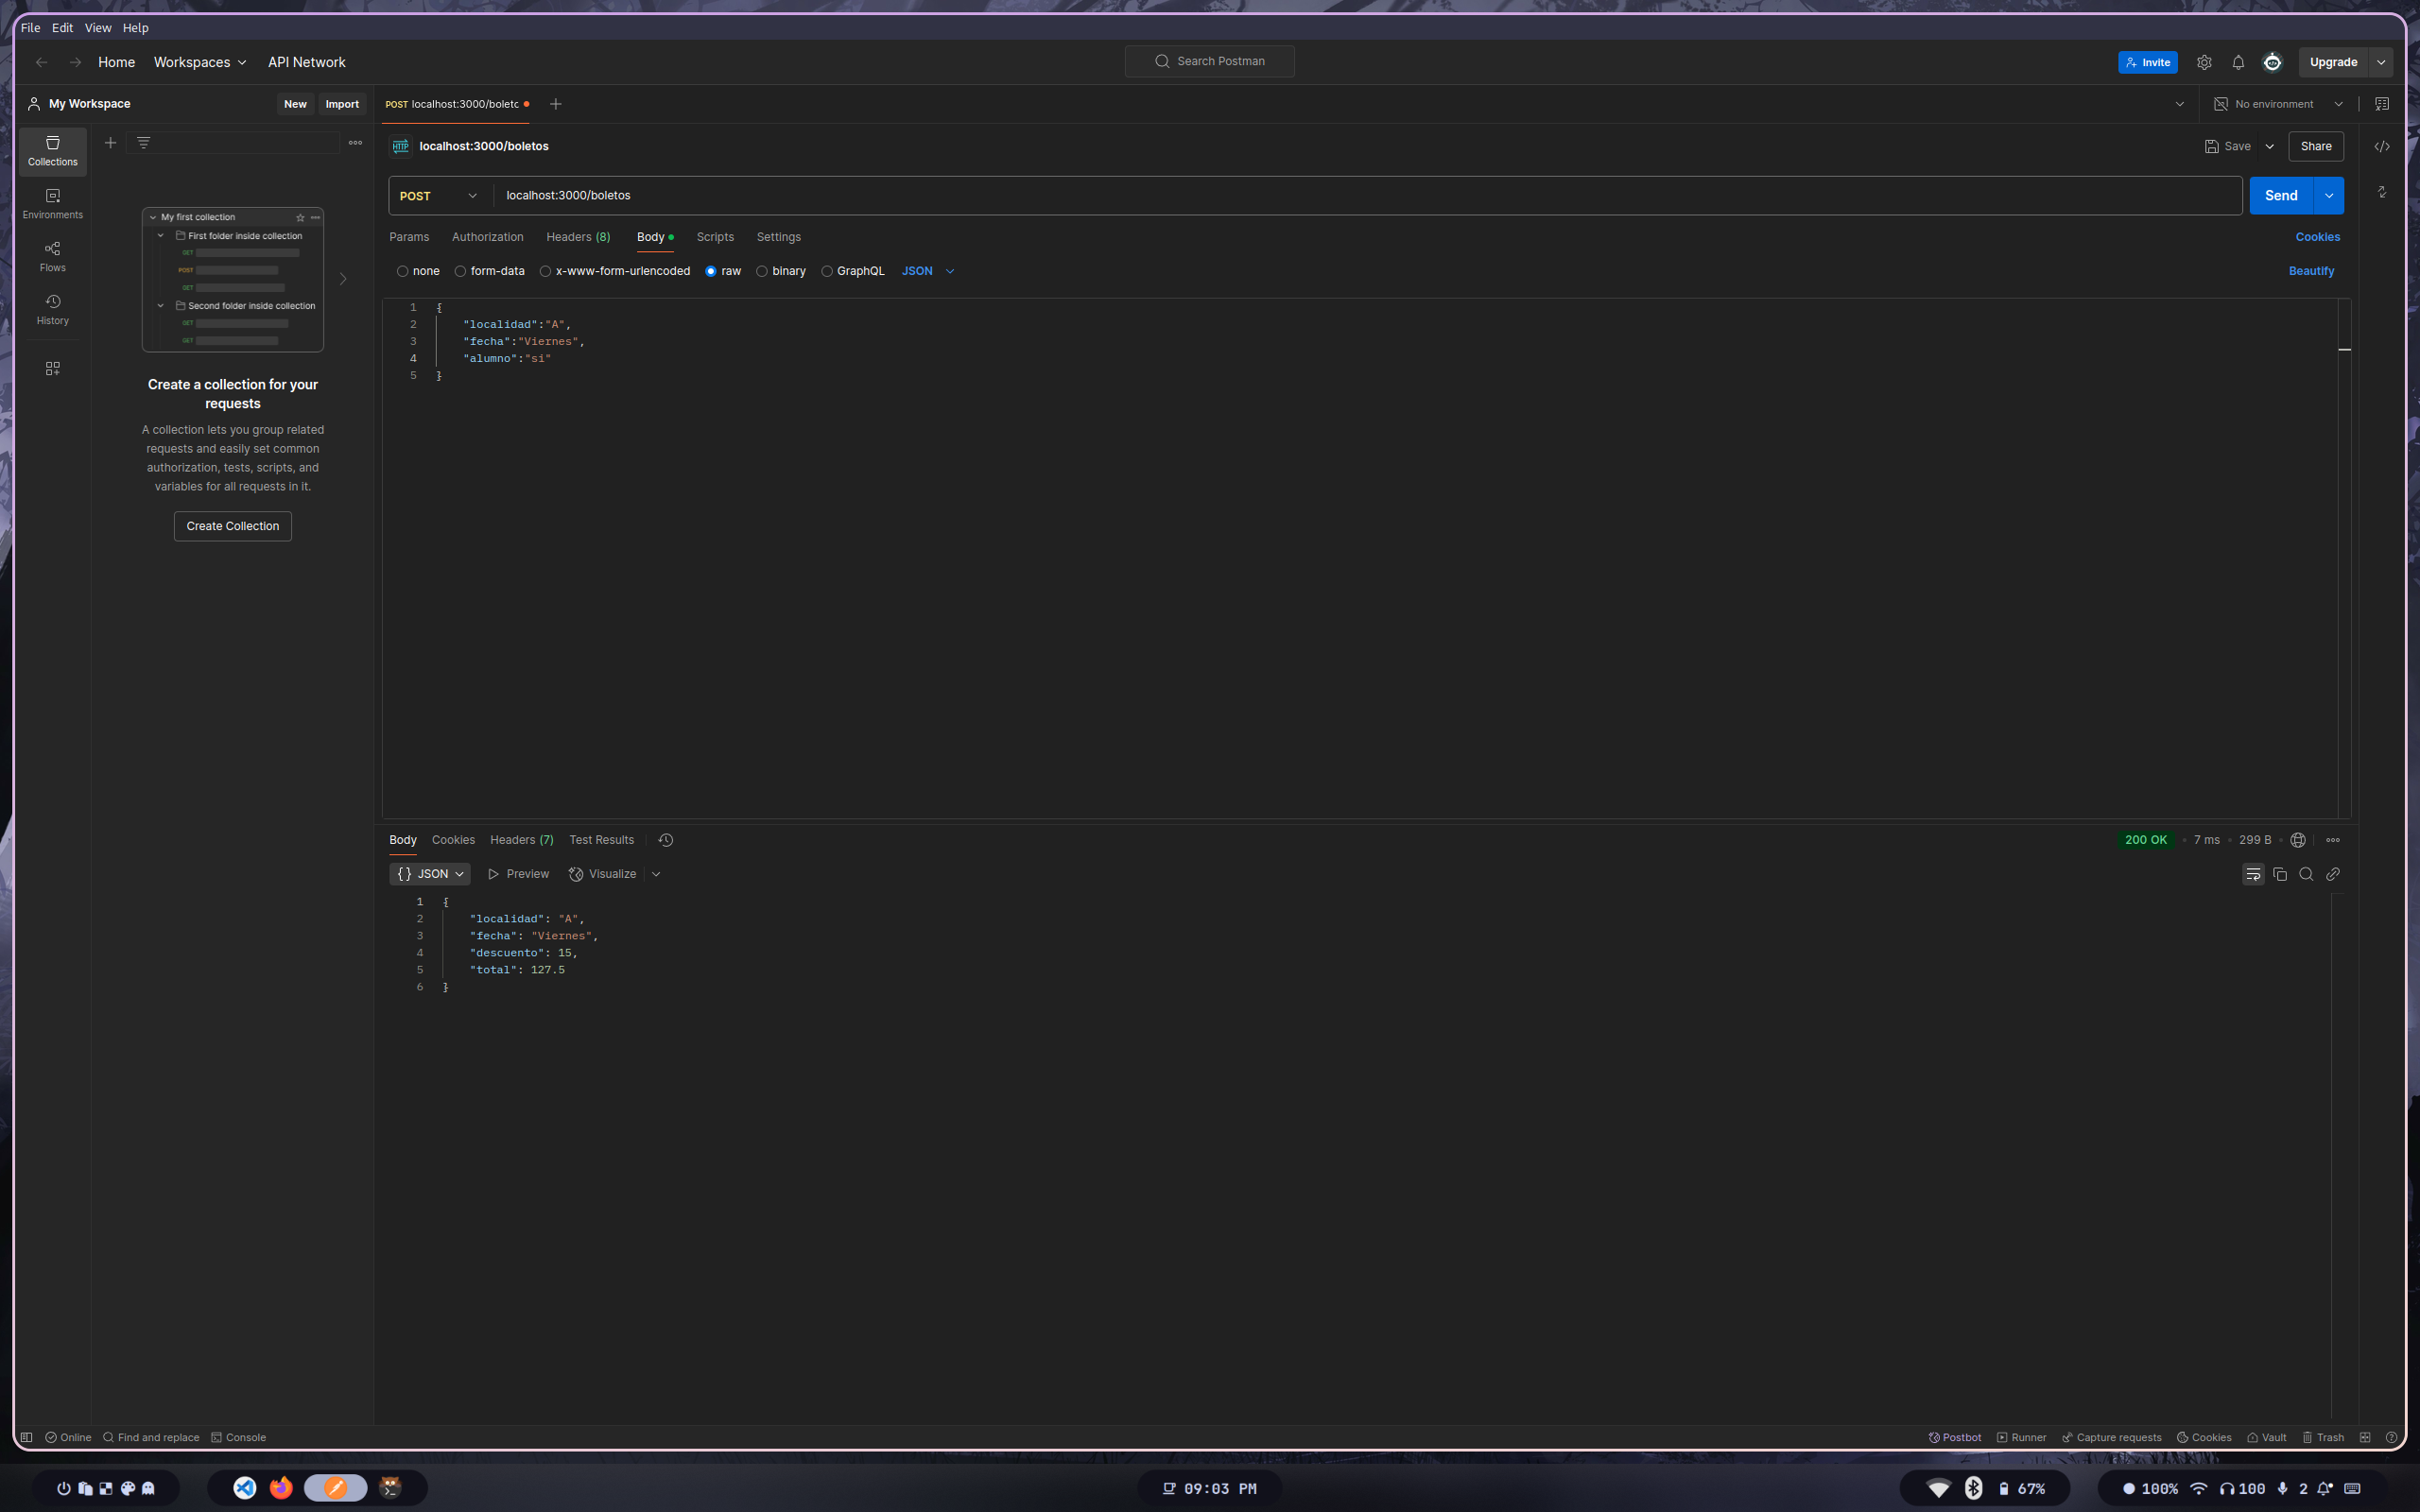 File Edit View Help
Home Workspaces API Network
Search Postman
Invite
Upgrade
My Workspace
New Import
POST localhost:3000/boletc
No environment
Collections
Environments
Flows
History
My first collection
First folder inside collection
GET
POST
GET
Second folder inside collection
GET
GET
Create a collection for your
requests
A collection lets you group related
requests and easily set common
authorization, tests, scripts, and
variables for all requests in it.
Create Collection
HTTP localhost:3000/boletos
Save Share
POST localhost:3000/boletos
Send
Params Authorization Headers (8) Body Scripts Settings
Cookies
none form-data x-www-form-urlencoded raw binary GraphQL JSON
Beautify
1 {
2 "localidad":"A",
3 "fecha":"Viernes",
4 "alumno":"si"
5 }
Body Cookies Headers (7) Test Results
200 OK • 7 ms • 299 B •
{} JSON Preview Visualize
1 {
2 "localidad": "A",
3 "fecha": "Viernes",
4 "descuento": 15,
5 "total": 127.5
6 }
Online Find and replace Console
Postbot Runner Capture requests Cookies Vault Trash
09:03 PM
67%
100% 100 2